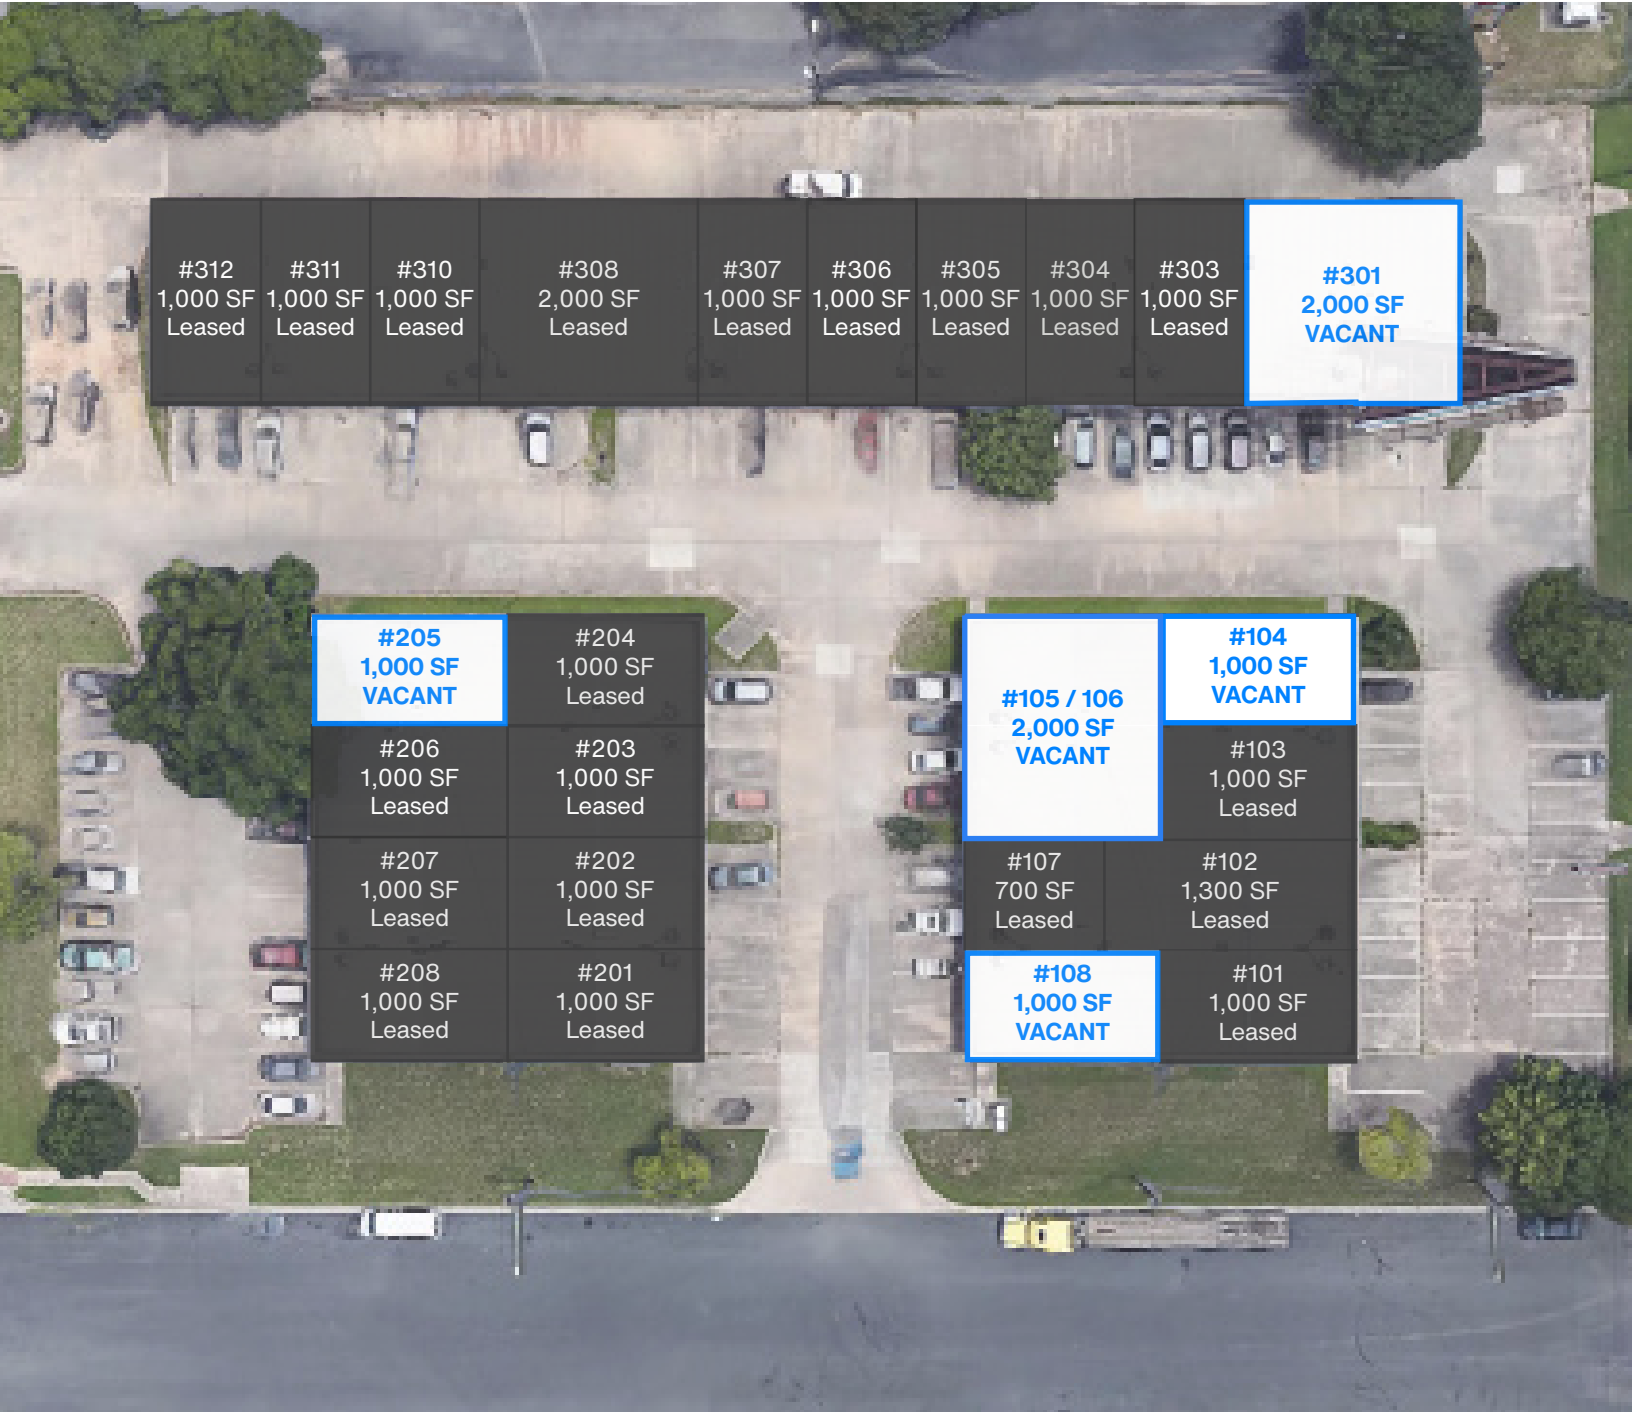 #312
1,000 SF
Leased
#311
1,000 SF
Leased
#310
1,000 SF
Leased
#308
2,000 SF
Leased
#307
1,000 SF
Leased
#306
1,000 SF
Leased
#305
1,000 SF
Leased
#304
1,000 SF
Leased
#303
1,000 SF
Leased
#301
2,000 SF
VACANT
#205
1,000 SF
VACANT
#204
1,000 SF
Leased
#206
1,000 SF
Leased
#203
1,000 SF
Leased
#207
1,000 SF
Leased
#202
1,000 SF
Leased
#208
1,000 SF
Leased
#201
1,000 SF
Leased
#105 / 106
2,000 SF
VACANT
#104
1,000 SF
VACANT
#103
1,000 SF
Leased
#107
700 SF
Leased
#102
1,300 SF
Leased
#108
1,000 SF
VACANT
#101
1,000 SF
Leased